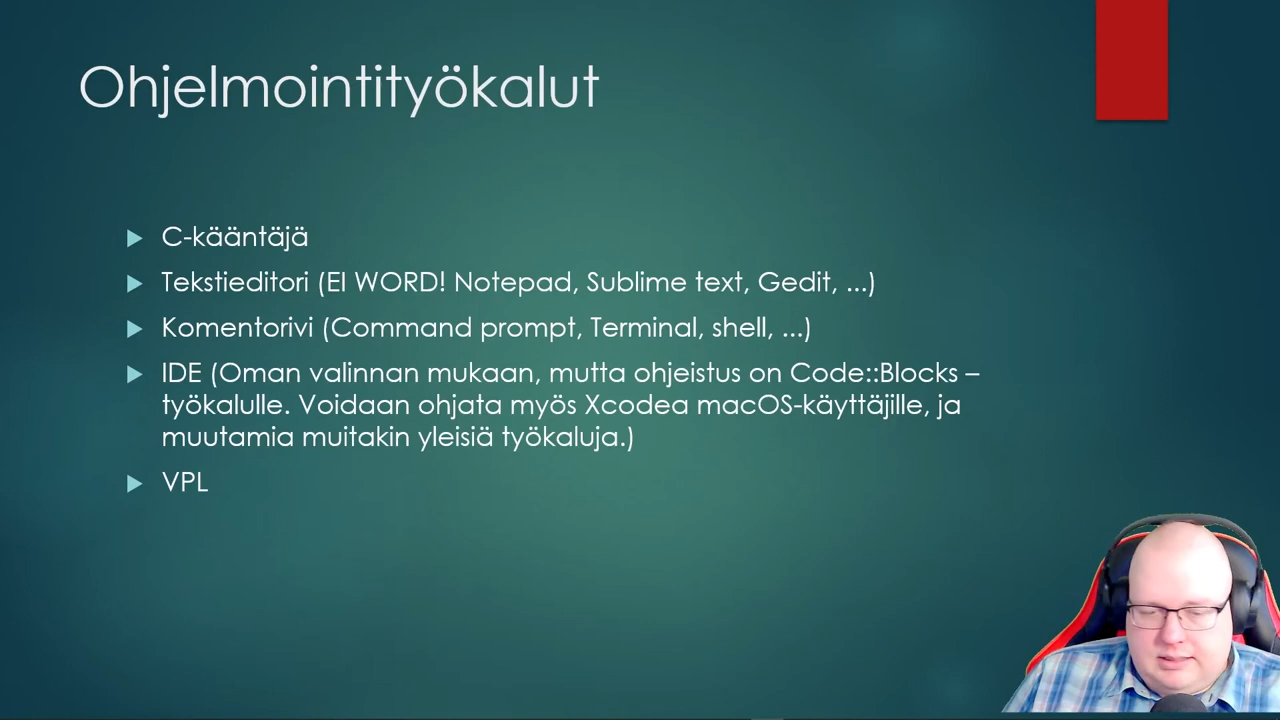 Ohjelmointityökalut
C-kääntäjä
Tekstieditori (EI WORD! Notepad, Sublime text, Gedit, ...)
Komentorivi (Command prompt, Terminal, shell, ...)
IDE (Oman valinnan mukaan, mutta ohjeistus on Code::Blocks –
työkalulle. Voidaan ohjata myös Xcodea macOS-käyttäjille, ja
muutamia muitakin yleisiä työkaluja.)
VPL